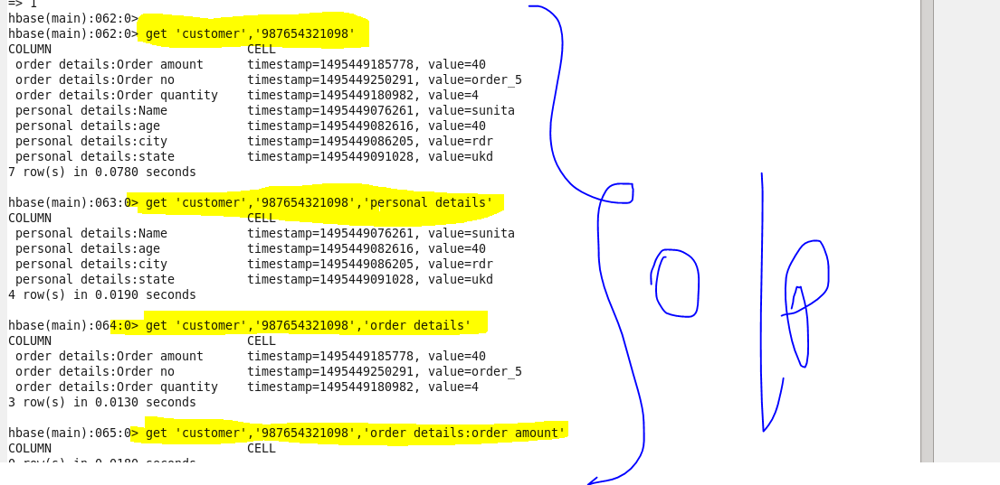 => 1
hbase(main):062:0>
hbase(main):062:0> get 'customer','987654321098'
COLUMN CELL
order details:Order amount timestamp=1495449185778, value=40
order details:Order no timestamp=1495449250291, value=order_5
order details:Order quantity timestamp=1495449180982, value=4
personal details:Name timestamp=1495449076261, value=sunita
personal details:age timestamp=1495449082616, value=40
personal details:city timestamp=1495449086205, value=rdr
personal details:state timestamp=1495449091028, value=ukd
7 row(s) in 0.0780 seconds
hbase(main):063:0> get 'customer','987654321098','personal details'
COLUMN CELL
personal details:Name timestamp=1495449076261, value=sunita
personal details:age timestamp=1495449082616, value=40
personal details:city timestamp=1495449086205, value=rdr
personal details:state timestamp=1495449091028, value=ukd
4 row(s) in 0.0190 seconds
hbase(main):064:0> get 'customer','987654321098','order details'
COLUMN CELL
order details:Order amount timestamp=1495449185778, value=40
order details:Order no timestamp=1495449250291, value=order_5
order details:Order quantity timestamp=1495449180982, value=4
3 row(s) in 0.0130 seconds
hbase(main):065:0> get 'customer','987654321098','order details:order amount'
COLUMN CELL
0 row(s) in 0.0180 seconds
O|p